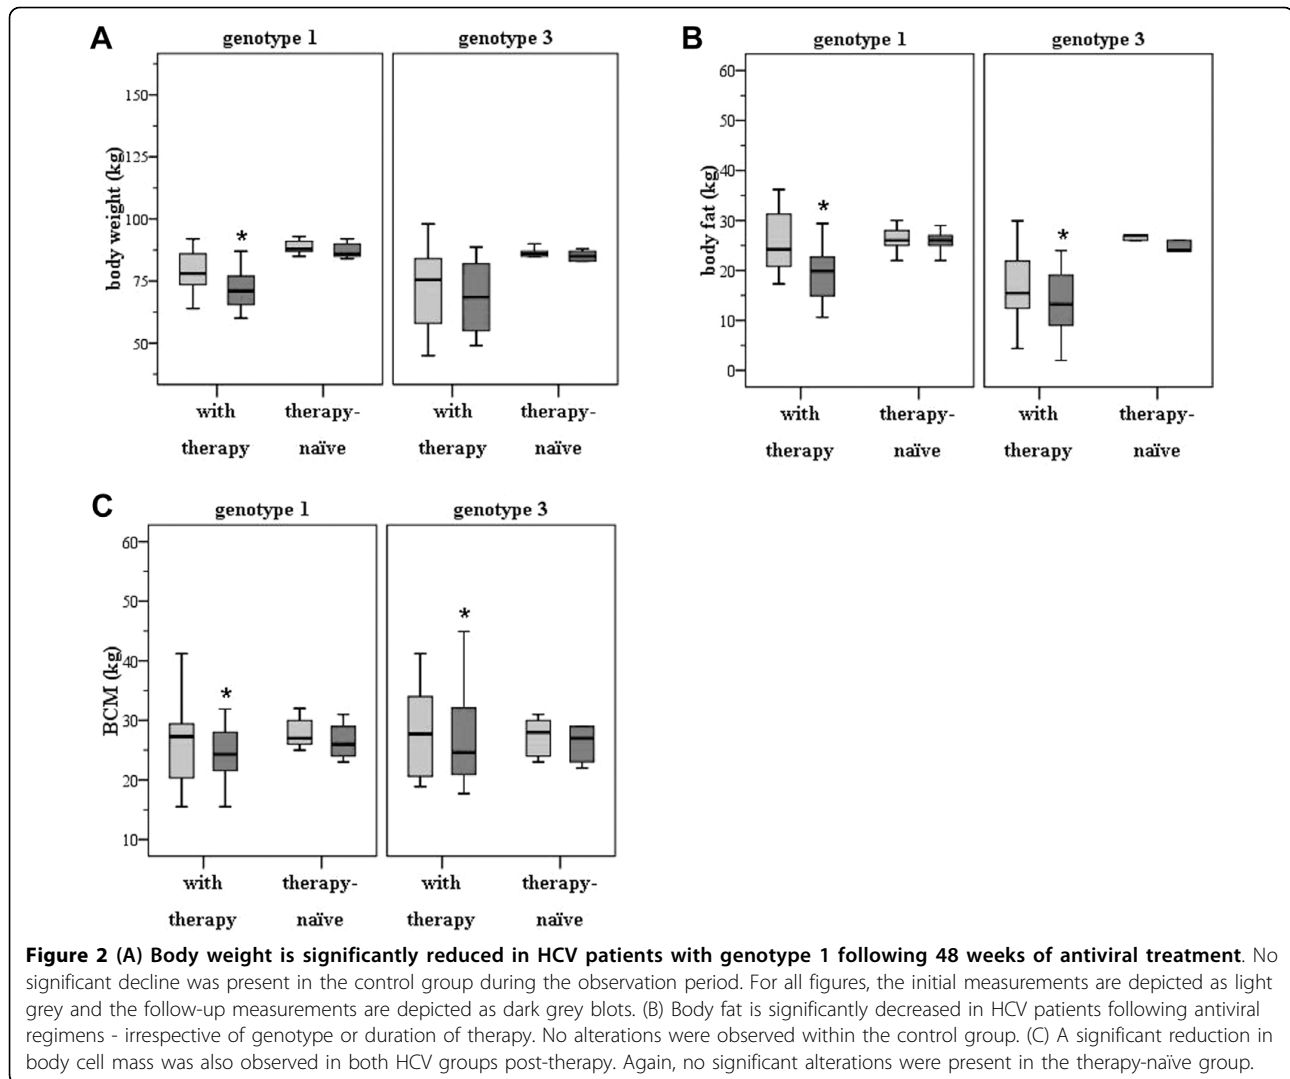 A
genotype 1
genotype 3
body weight (kg)
150
125
100
75
50
*
with therapy
therapy-naïve
with therapy
therapy-naïve
B
genotype 1
genotype 3
body fat (kg)
60
50
40
30
20
10
0
*
*
with therapy
therapy-naïve
with therapy
therapy-naïve
C
genotype 1
genotype 3
BCM (kg)
60
50
40
30
20
10
*
*
with therapy
therapy-naïve
with therapy
therapy-naïve
Figure 2 (A) Body weight is significantly reduced in HCV patients with genotype 1 following 48 weeks of antiviral treatment. No
significant decline was present in the control group during the observation period. For all figures, the initial measurements are depicted as light
grey and the follow-up measurements are depicted as dark grey blots. (B) Body fat is significantly decreased in HCV patients following antiviral
regimens - irrespective of genotype or duration of therapy. No alterations were observed within the control group. (C) A significant reduction in
body cell mass was also observed in both HCV groups post-therapy. Again, no significant alterations were present in the therapy-naïve group.